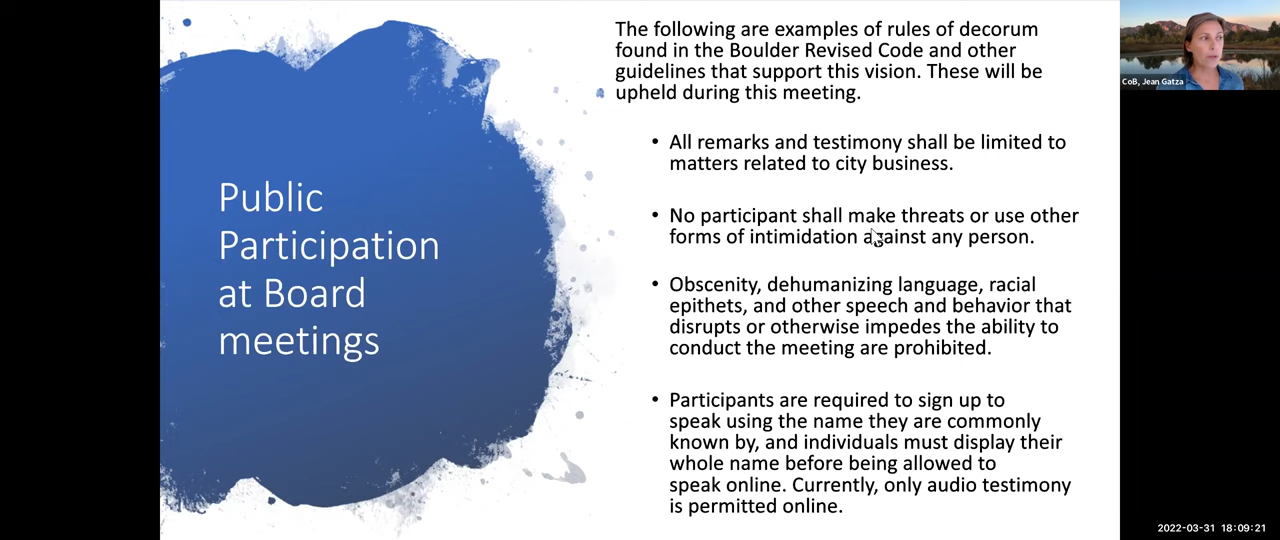 Public
Participation
at Board
meetings
The following are examples of rules of decorum
found in the Boulder Revised Code and other
guidelines that support this vision. These will be
upheld during this meeting.
• All remarks and testimony shall be limited to
matters related to city business.
• No participant shall make threats or use other
forms of intimidation against any person.
• Obscenity, dehumanizing language, racial
epithets, and other speech and behavior that
disrupts or otherwise impedes the ability to
conduct the meeting are prohibited.
• Participants are required to sign up to
speak using the name they are commonly
known by, and individuals must display their
whole name before being allowed to
speak online. Currently, only audio testimony
is permitted online.
CoB, Jean Gatza
2022-03-31 18:09:21